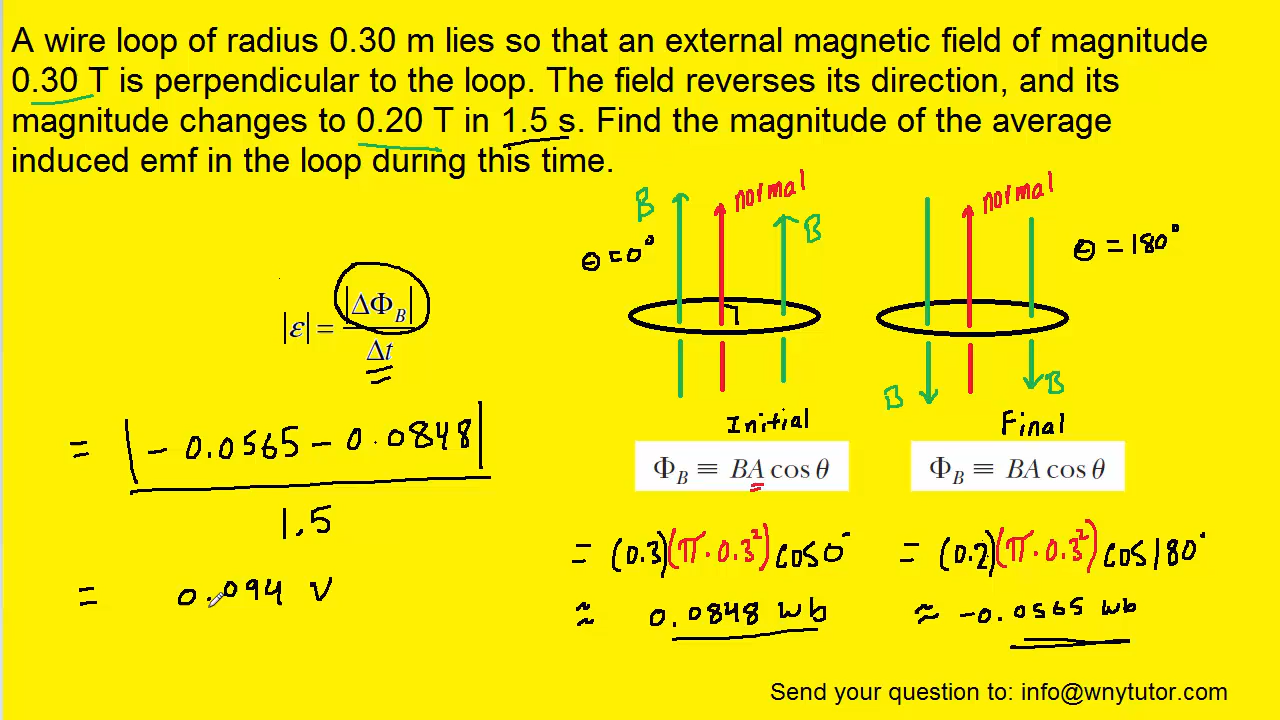 A wire loop of radius 0.30 m lies so that an external magnetic field of magnitude
0.30 T is perpendicular to the loop. The field reverses its direction, and its
magnitude changes to 0.20 T in 1.5 s. Find the magnitude of the average
induced emf in the loop during this time.
B normal B
θ = 0°
normal
θ = 180°
B B
|ε| = |ΔΦ_B| / Δt
Initial
Final
Φ_B ≡ BA cos θ
Φ_B ≡ BA cos θ
= |-0.0565 - 0.0848|
1.5
= 0.094 V
= (0.3)(π·0.3²) cos 0°
≈ 0.0848 wb
= (0.2)(π·0.3²) cos 180°
≈ -0.0565 wb
Send your question to: info@wnytutor.com